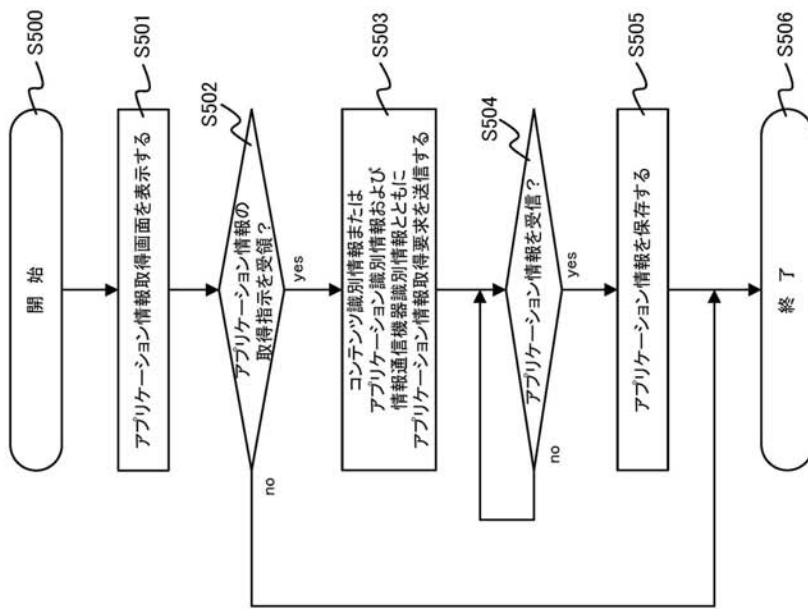 開 始
S500
アプリケーション情報取得画面を表示する
S501
アプリケーション情報の
取得指示を受領?
S502
yes
no
コンテンツ識別情報または
アプリケーション識別情報および
情報通信機器識別情報とともに
アプリケーション情報取得要求を送信する
S503
アプリケーション情報を受信?
S504
yes
no
アプリケーション情報を保存する
S505
終 了
S506